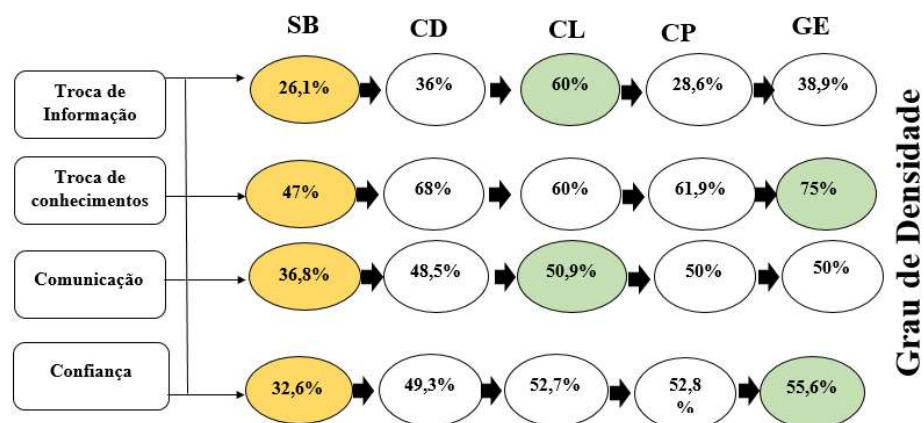 SB CD CL CP GE
Troca de
Informação
26,1% 36% 60% 28,6% 38,9%
Troca de
conhecimentos
47% 68% 60% 61,9% 75%
Comunicação
36,8% 48,5% 50,9% 50% 50%
Confiança
32,6% 49,3% 52,7% 52,8
%
55,6%
Grau de Densidade